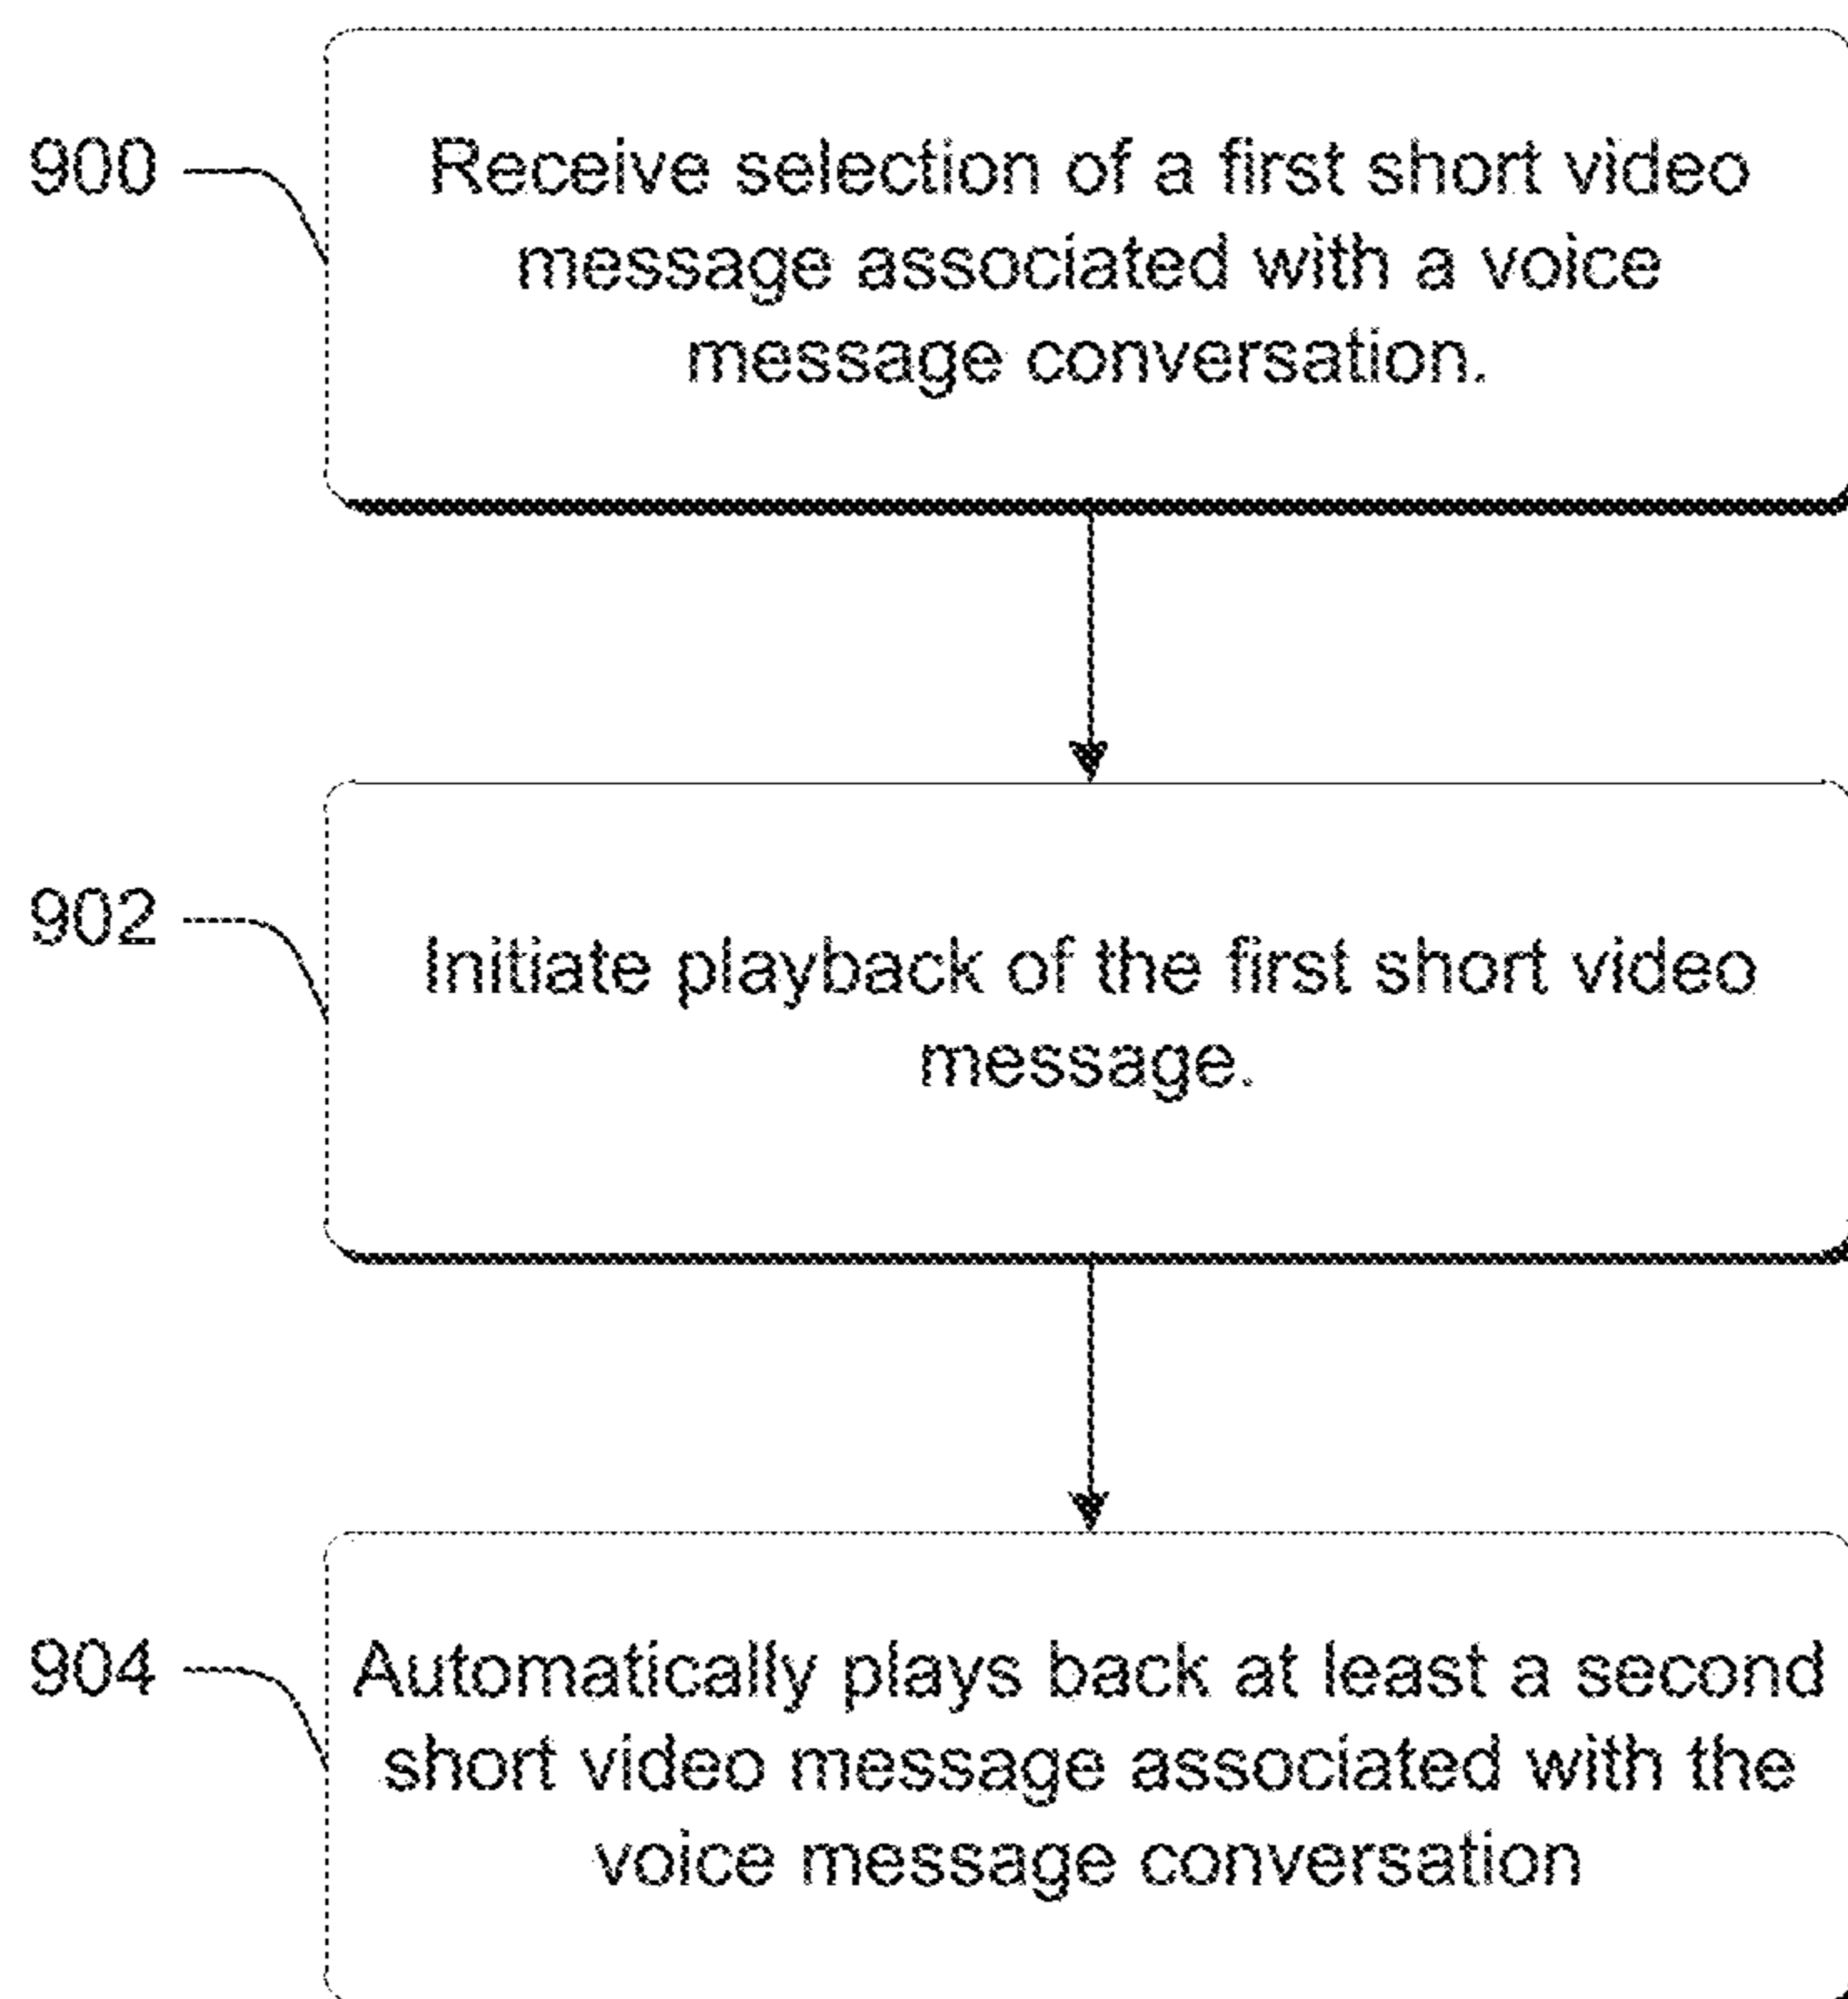 900
Receive selection of a first short video
message associated with a voice
message conversation.
902
Initiate playback of the first short video
message.
904
Automatically plays back at least a second
short video message associated with the
voice message conversation